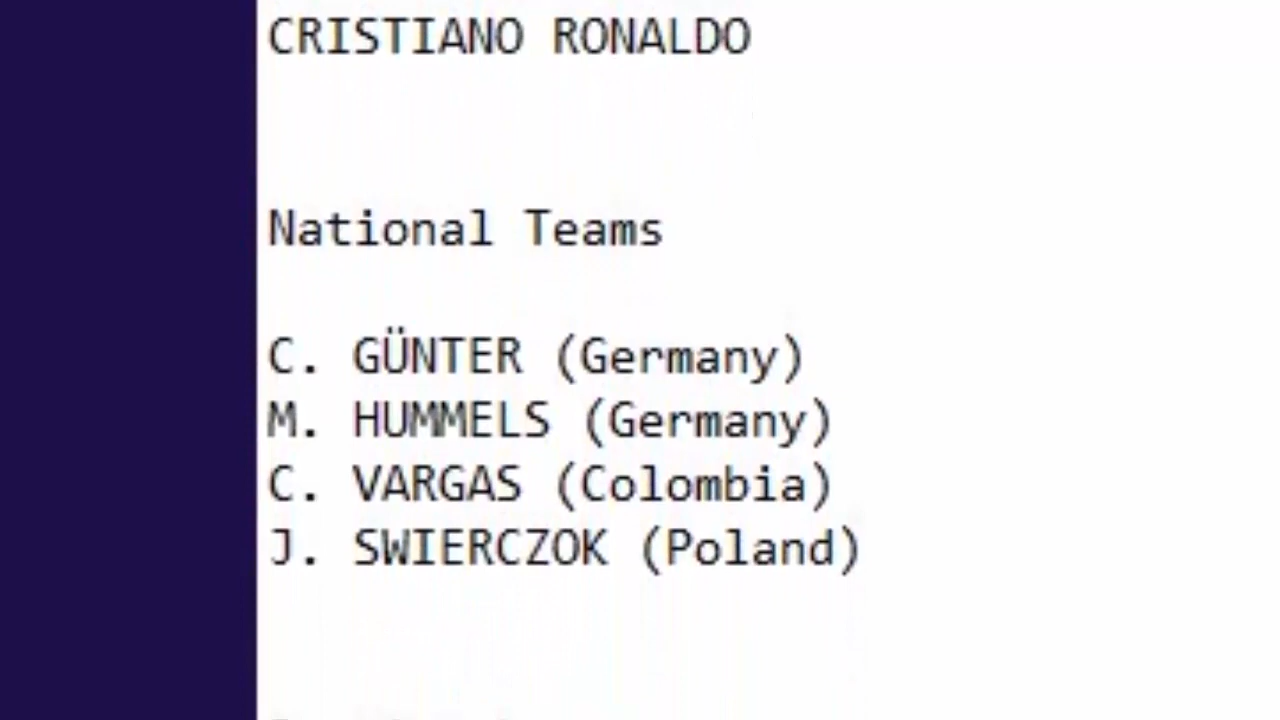 CRISTIANO RONALDO
National Teams
C. GÜNTER (Germany)
M. HUMMELS (Germany)
C. VARGAS (Colombia)
J. SWIERCZOK (Poland)